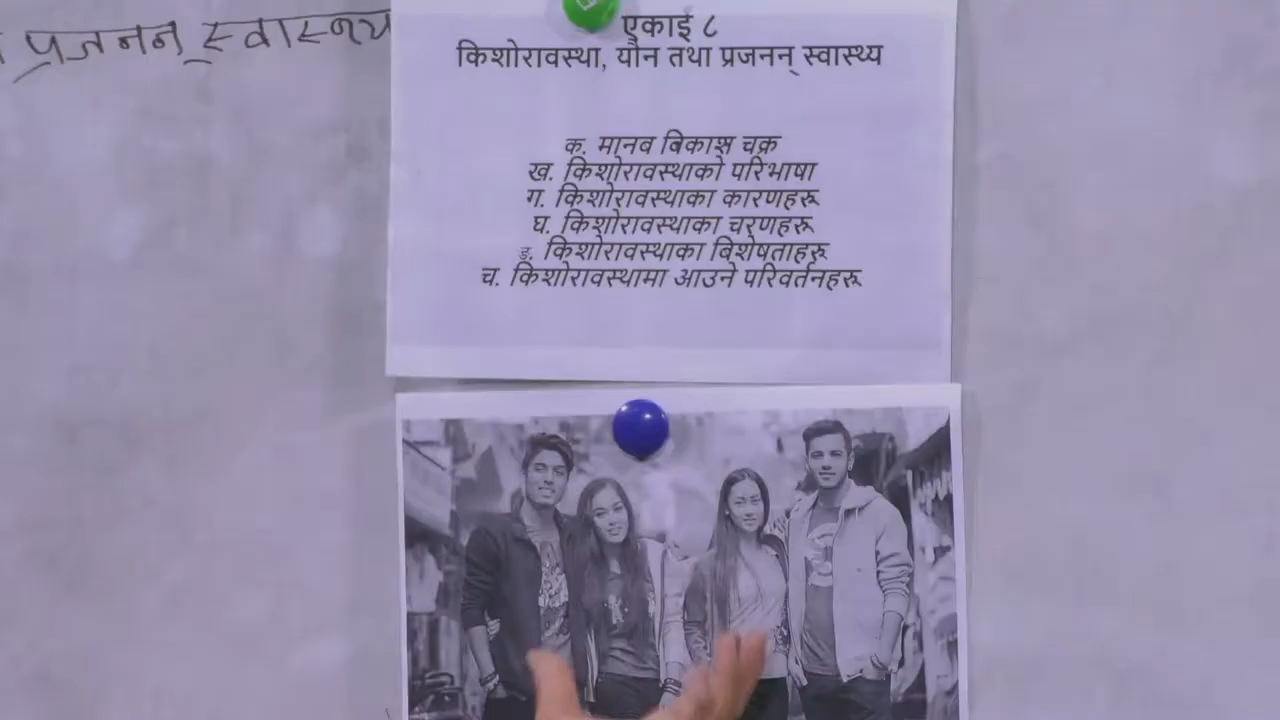 प्रजनन् स्वास्थ्य
एकाई ८
किशोरावस्था, यौन तथा प्रजनन् स्वास्थ्य
क. मानब बिकास चक्र
ख. किशोरावस्थाको परिभाषा
ग. किशोरावस्थाका कारणहरू
घ. किशोरावस्थाका चरणहरू
ङ. किशोरावस्थाका बिशेषताहरू
च. किशोरावस्थामा आउने परिवर्तनहरू